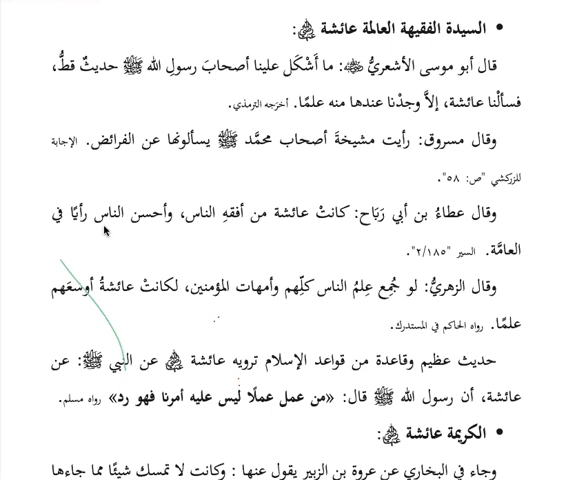 • السيدة الفقيهة العالمة عائشة ﵂:
قال أبو موسى الأشعريُّ ﵁: ما أَشْكَل علينا أصحابَ رسولِ الله ﷺ حديثٌ قطُّ،
فسألْنا عائشة، إلاَّ وجدْنا عندها منه علمًا. أخرَجه الترمذي.
وقال مسروق: رأيت مشيخةَ أصحاب محمَّد ﷺ يسألونها عن الفرائض. الإجابة
للزركشي "ص: ٥٨".
وقال عطاءُ بن أبي رَبَاح: كانتْ عائشة من أفقهِ الناس، وأحسن الناس رأيًا في
العامَّة. السير "٢/١٨٥".
وقال الزهريُّ: لو جُمِع عِلمُ الناس كلِّهم وأمهات المؤمنين، لكانتْ عائشةُ أوسعَهم
علمًا. رواه الحاكم في المستدرك.
حديث عظيم وقاعدة من قواعد الإسلام ترويه عائشة ﵂ عن النبي ﷺ: عن
عائشة، أن رسول الله ﷺ قال: «من عمل عملًا ليس عليه أمرنا فهو رد» رواه مسلم.
• الكريمة عائشة ﵂:
وجاء في البخاري عن عروة بن الزبير يقول عنها : وكانت لا تمسك شيئًا مما جاءها